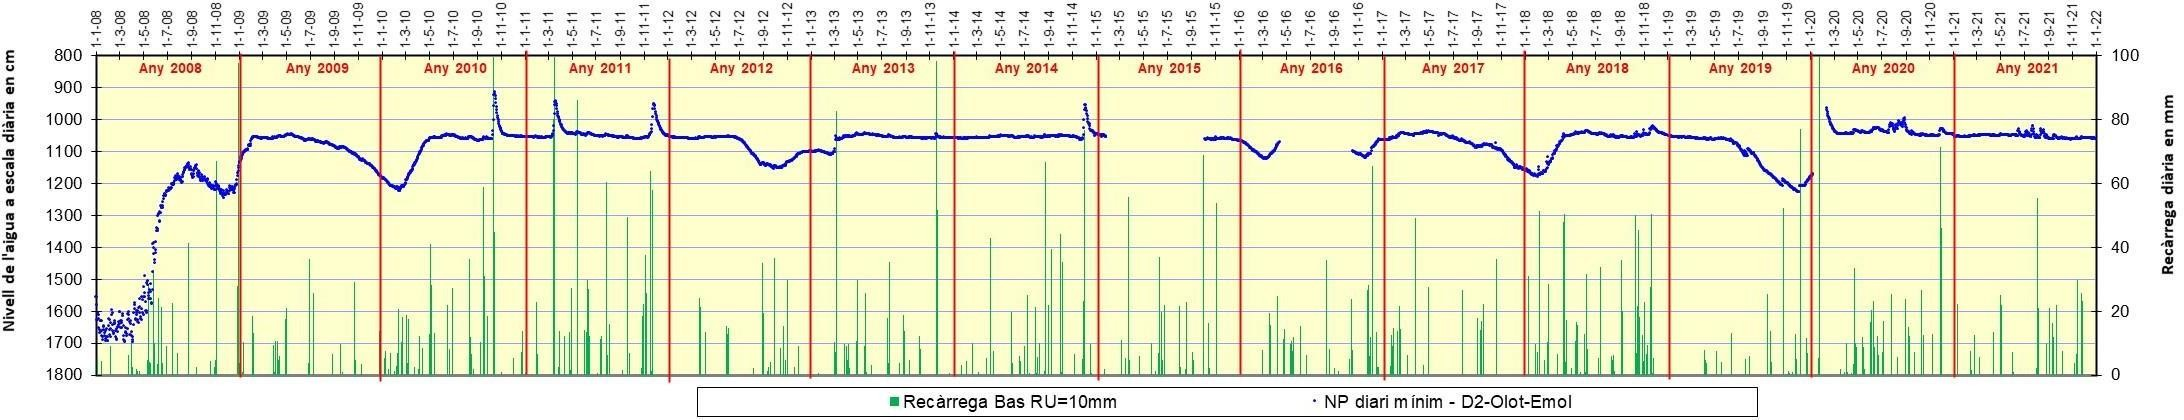 1-1-08 1-3-08 1-5-08 1-7-08 1-9-08 1-11-08 1-1-09 1-3-09 1-5-09 1-7-09 1-9-09 1-11-09 1-1-10 1-3-10 1-5-10 1-7-10 1-9-10 1-11-10 1-1-11 1-3-11 1-5-11 1-7-11 1-9-11 1-11-11 1-1-12 1-3-12 1-5-12 1-7-12 1-9-12 1-11-12 1-1-13 1-3-13 1-5-13 1-7-13 1-9-13 1-11-13 1-1-14 1-3-14 1-5-14 1-7-14 1-9-14 1-11-14 1-1-15 1-3-15 1-5-15 1-7-15 1-9-15 1-11-15 1-1-16 1-3-16 1-5-16 1-7-16 1-9-16 1-11-16 1-1-17 1-3-17 1-5-17 1-7-17 1-9-17 1-11-17 1-1-18 1-3-18 1-5-18 1-7-18 1-9-18 1-11-18 1-1-19 1-3-19 1-5-19 1-7-19 1-9-19 1-11-19 1-1-20 1-3-20 1-5-20 1-7-20 1-9-20 1-11-20 1-1-21 1-3-21 1-5-21 1-7-21 1-9-21 1-11-21 1-1-22
Any 2008 Any 2009 Any 2010 Any 2011 Any 2012 Any 2013 Any 2014 Any 2015 Any 2016 Any 2017 Any 2018 Any 2019 Any 2020 Any 2021
Nivell de l'aigua a escala diària en cm
800
900
1000
1100
1200
1300
1400
1500
1600
1700
1800
100
80
60
40
20
0
Recàrrega diària en mm
Recàrrega Bas RU=10mm
NP diari mínim - D2-Olot-Emol